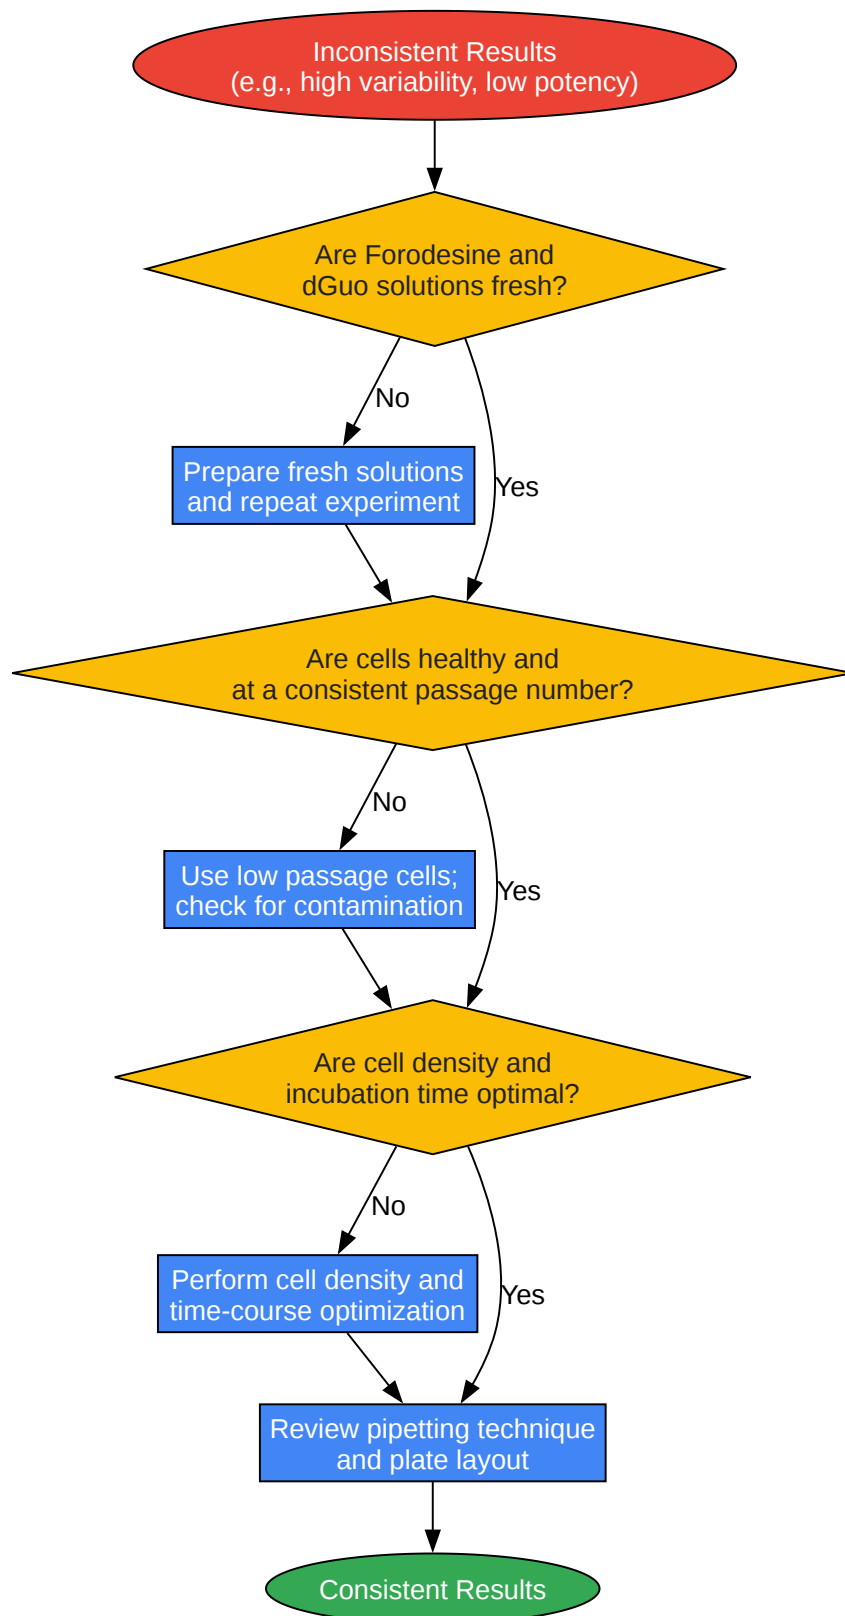 Inconsistent Results
(e.g., high variability, low potency)
Are Forodesine and
dGuo solutions fresh?
No
Prepare fresh solutions
and repeat experiment
Yes
Are cells healthy and
at a consistent passage number?
No
Use low passage cells;
check for contamination
Yes
Are cell density and
incubation time optimal?
No
Perform cell density and
time-course optimization
Yes
Review pipetting technique
and plate layout
Consistent Results